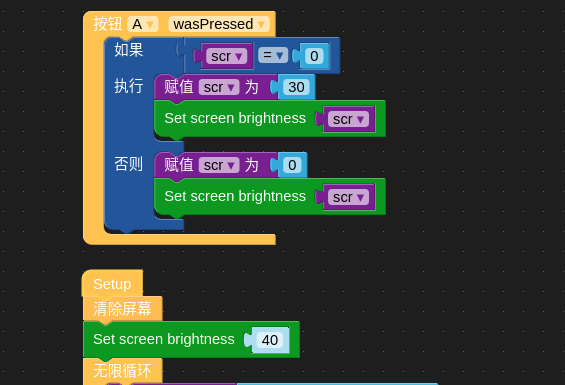 按钮 A wasPressed
如果 scr = 0
执行 赋值 scr 为 30
Set screen brightness scr
否则 赋值 scr 为 0
Set screen brightness scr
Setup
清除屏幕
Set screen brightness 40
无限循环